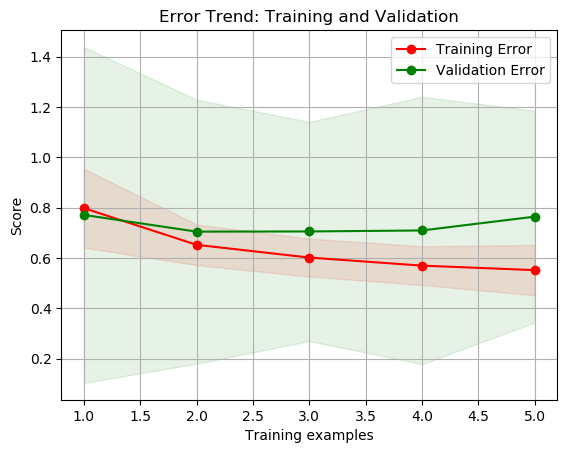 Error Trend: Training and Validation
Training Error
Validation Error
Score
1.4
1.2
1.0
0.8
0.6
0.4
0.2
1.0 1.5 2.0 2.5 3.0 3.5 4.0 4.5 5.0
Training examples